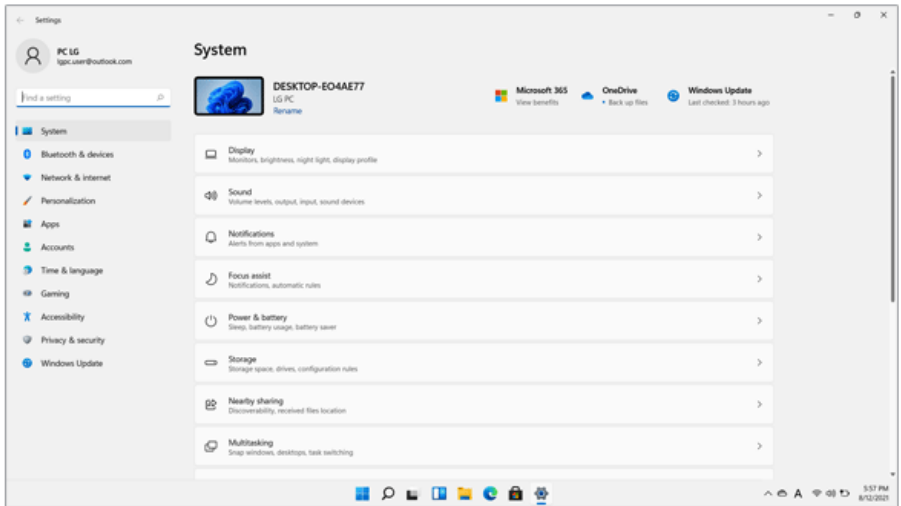 Settings
PC LG
lgpc.user@outlook.com
Find a setting
System
Bluetooth & devices
Network & internet
Personalization
Apps
Accounts
Time & language
Gaming
Accessibility
Privacy & security
Windows Update
System
DESKTOP-EO4AE77
LG PC
Rename
Microsoft 365
View benefits
OneDrive
• Back up files
Windows Update
Last checked: 3 hours ago
Display
Monitors, brightness, night light, display profile
Sound
Volume levels, output, input, sound devices
Notifications
Alerts from apps and system
Focus assist
Notifications, automatic rules
Power & battery
Sleep, battery usage, battery saver
Storage
Storage space, drives, configuration rules
Nearby sharing
Discoverability, received files location
Multitasking
Snap windows, desktops, task switching
A
5:57 PM
8/12/2021